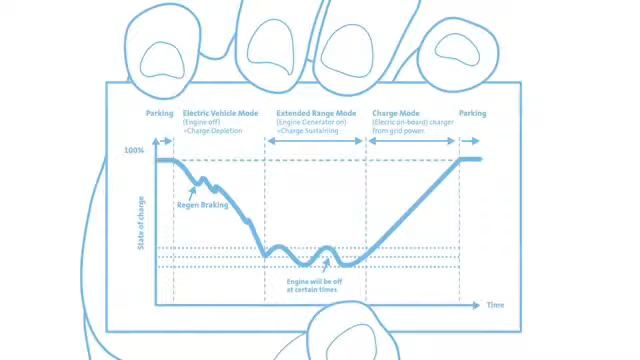 Parking
Electric Vehicle Mode
(Engine off)
=Charge Depletion
Extended Range Mode
(Engine Generator on)
=Charge Sustaining
Charge Mode
(Electric on-board) charger
from grid power.
Parking
100%
State of charge
Regen Braking
Engine will be off
at certain times
Time